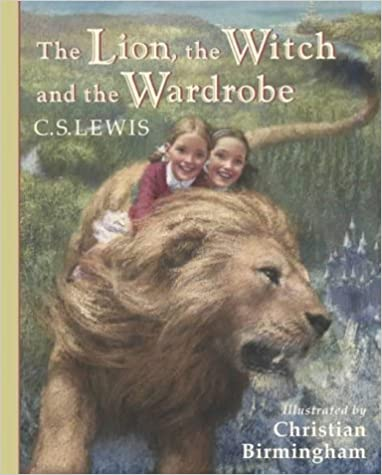 The Lion, the Witch
and the Wardrobe
C.S.LEWIS
Illustrated by
Christian
Birmingham